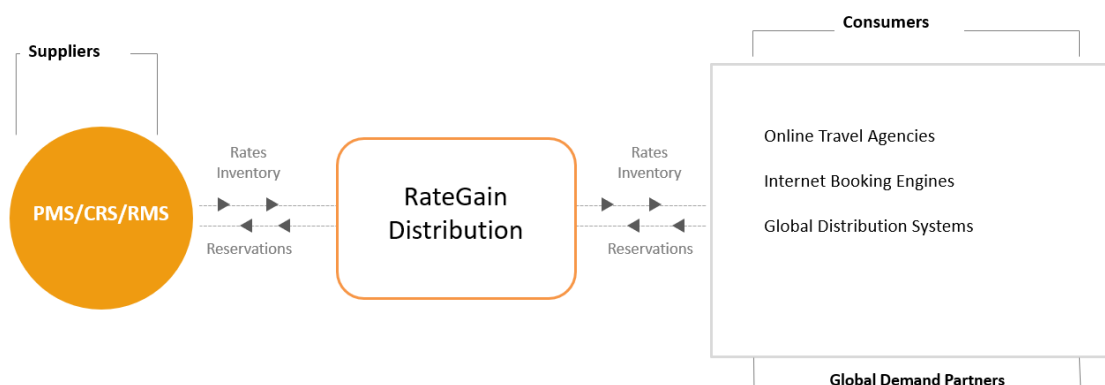 Suppliers
Consumers
PMS/CRS/RMS
Rates
Inventory
Reservations
RateGain
Distribution
Rates
Inventory
Reservations
Online Travel Agencies
Internet Booking Engines
Global Distribution Systems
Global Demand Partners